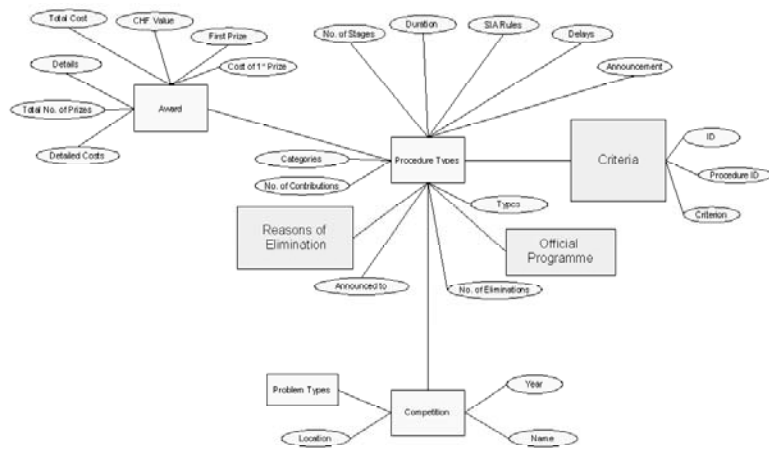 Total Cost
CHF Value
First Prize
Cost of 1st Prize
Details
Total No. of Prizes
Detailed Costs
Award
No. of Stages
Duration
SIA Rules
Delays
Announcement
Categories
No. of Contributions
Procedure Types
Criteria
ID
Procedure ID
Criterion
Reasons of
Elimination
Typco
Official
Programme
Announced to
No. of Eliminations
Problem Types
Location
Competition
Year
Name